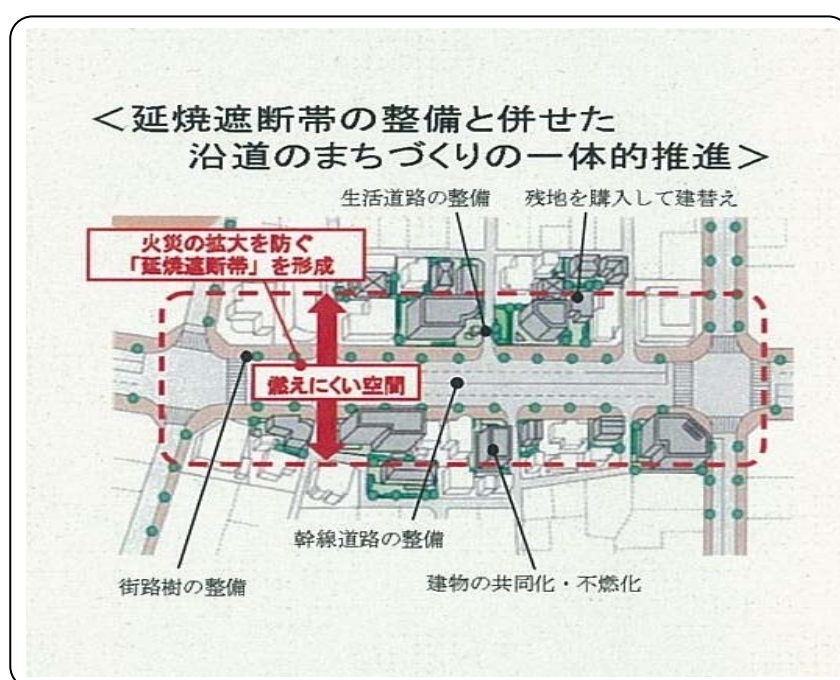 ＜延焼遮断帯の整備と併せた
沿道のまちづくりの一体的推進＞
生活道路の整備
残地を購入して建替え
火災の拡大を防ぐ
「延焼遮断帯」を形成
燃えにくい空間
幹線道路の整備
街路樹の整備
建物の共同化・不燃化